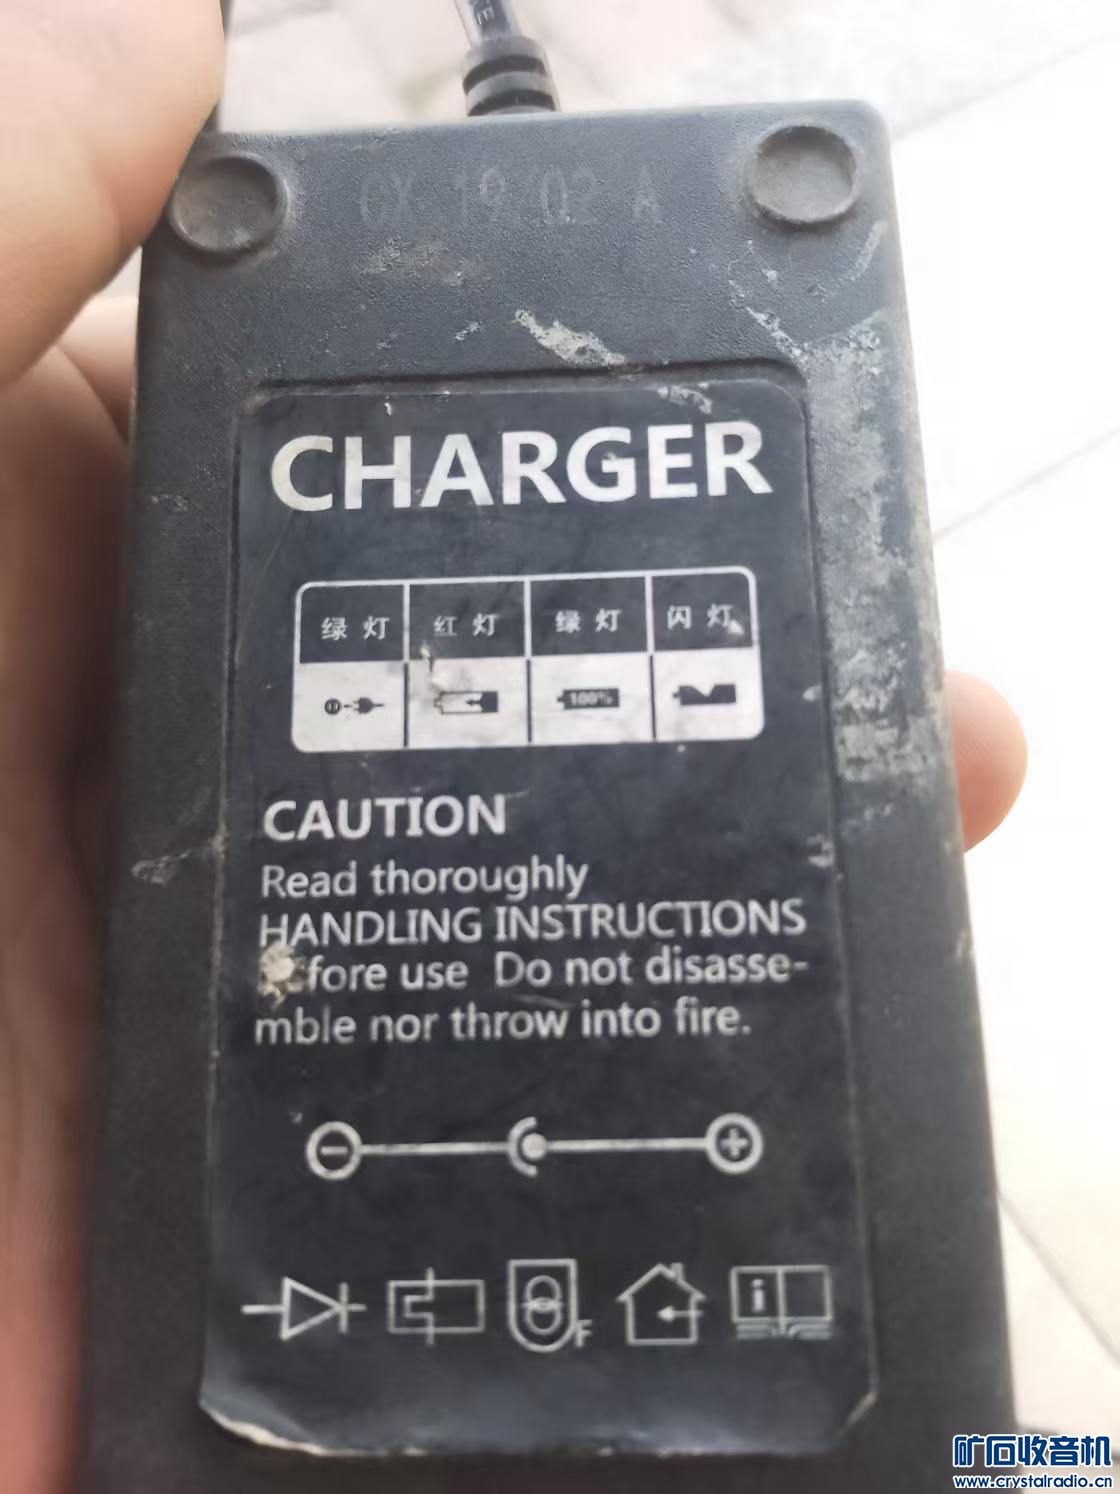 GX 19/02 A
CHARGER
绿灯 红灯 绿灯 闪灯
100%
CAUTION
Read thoroughly
HANDLING INSTRUCTIONS
fore use Do not disasse-
mble nor throw into fire.
F
i
矿石收音机
www.crystalradio.cn